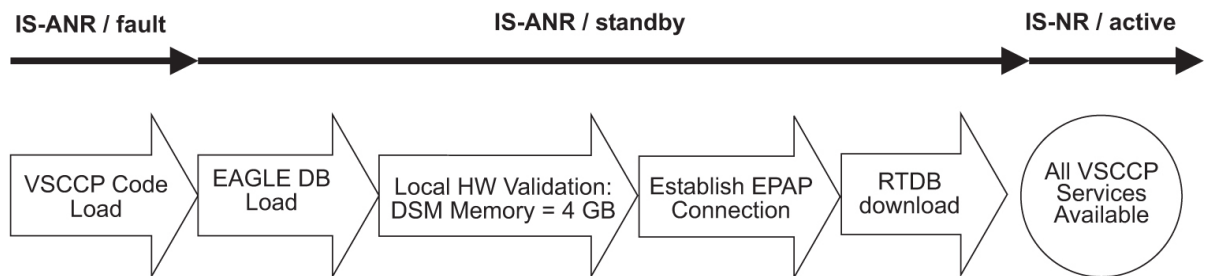 IS-ANR / fault
IS-ANR / standby
IS-NR / active
VSCCP Code
Load
EAGLE DB
Load
Local HW Validation:
DSM Memory = 4 GB
Establish EPAP
Connection
RTDB
download
All VSCCP
Services
Available